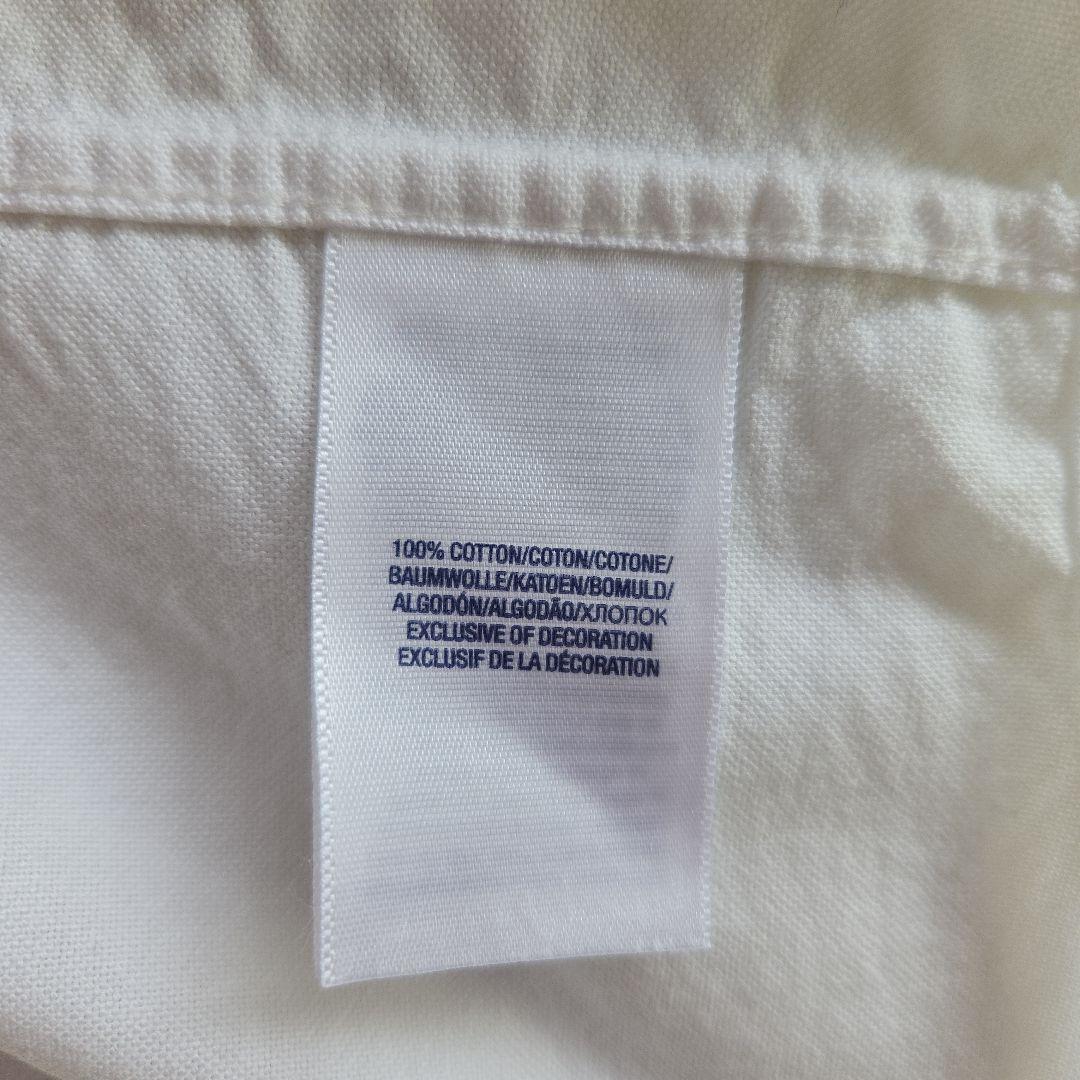 100% COTTON/COTON/COTONE/
BAUMWOLLE/KATOEN/BOMULD/
ALGODÓN/ALGODÃO/ХЛОПОК
EXCLUSIVE OF DECORATION
EXCLUSIF DE LA DÉCORATION